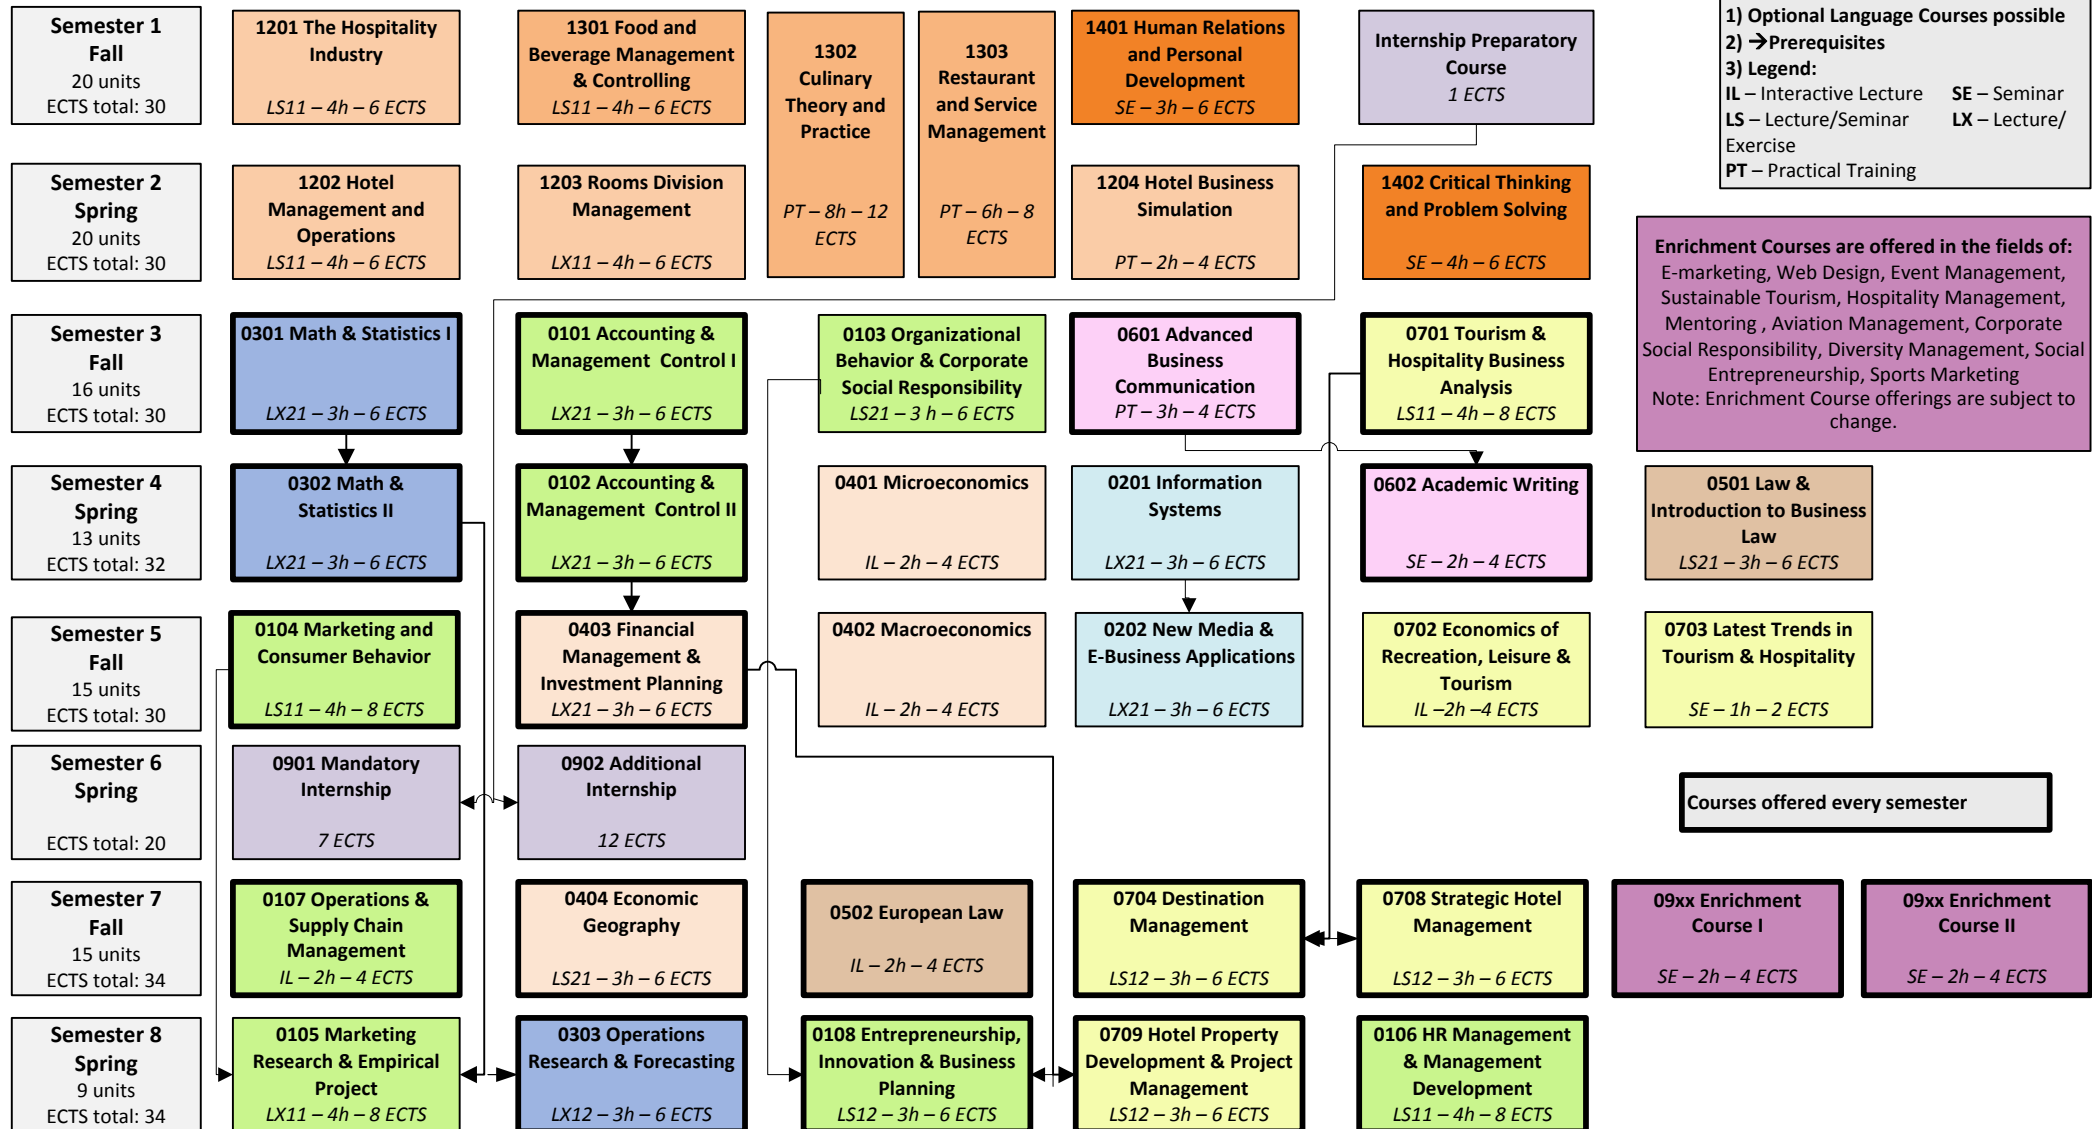 Semester 1
Fall
20 units
ECTS total: 30
1201 The Hospitality
Industry
LS11 – 4h – 6 ECTS
1301 Food and
Beverage Management
& Controlling
LS11 – 4h – 6 ECTS
1302
Culinary
Theory and
Practice
PT – 8h – 12
ECTS
1303
Restaurant
and Service
Management
PT – 6h – 8
ECTS
1401 Human Relations
and Personal
Development
SE – 3h – 6 ECTS
Internship Preparatory
Course
1 ECTS
1) Optional Language Courses possible
2) →Prerequisites
3) Legend:
IL – Interactive Lecture SE – Seminar
LS – Lecture/Seminar LX – Lecture/
Exercise
PT – Practical Training
Semester 2
Spring
20 units
ECTS total: 30
1202 Hotel
Management and
Operations
LS11 – 4h – 6 ECTS
1203 Rooms Division
Management
LX11 – 4h – 6 ECTS
1204 Hotel Business
Simulation
PT – 2h – 4 ECTS
1402 Critical Thinking
and Problem Solving
SE – 4h – 6 ECTS
Enrichment Courses are offered in the fields of:
E-marketing, Web Design, Event Management,
Sustainable Tourism, Hospitality Management,
Mentoring , Aviation Management, Corporate
Social Responsibility, Diversity Management, Social
Entrepreneurship, Sports Marketing
Note: Enrichment Course offerings are subject to
change.
Semester 3
Fall
16 units
ECTS total: 30
0301 Math & Statistics I
LX21 – 3h – 6 ECTS
0101 Accounting &
Management Control I
LX21 – 3h – 6 ECTS
0103 Organizational
Behavior & Corporate
Social Responsibility
LS21 – 3 h – 6 ECTS
0601 Advanced
Business
Communication
PT – 3h – 4 ECTS
0701 Tourism &
Hospitality Business
Analysis
LS11 – 4h – 8 ECTS
Semester 4
Spring
13 units
ECTS total: 32
0302 Math &
Statistics II
LX21 – 3h – 6 ECTS
0102 Accounting &
Management Control II
LX21 – 3h – 6 ECTS
0401 Microeconomics
IL – 2h – 4 ECTS
0201 Information
Systems
LX21 – 3h – 6 ECTS
0602 Academic Writing
SE – 2h – 4 ECTS
0501 Law &
Introduction to Business
Law
LS21 – 3h – 6 ECTS
Semester 5
Fall
15 units
ECTS total: 30
0104 Marketing and
Consumer Behavior
LS11 – 4h – 8 ECTS
0403 Financial
Management &
Investment Planning
LX21 – 3h – 6 ECTS
0402 Macroeconomics
IL – 2h – 4 ECTS
0202 New Media &
E-Business Applications
LX21 – 3h – 6 ECTS
0702 Economics of
Recreation, Leisure &
Tourism
IL –2h –4 ECTS
0703 Latest Trends in
Tourism & Hospitality
SE – 1h – 2 ECTS
Semester 6
Spring
ECTS total: 20
0901 Mandatory
Internship
7 ECTS
0902 Additional
Internship
12 ECTS
Courses offered every semester
Semester 7
Fall
15 units
ECTS total: 34
0107 Operations &
Supply Chain
Management
IL – 2h – 4 ECTS
0404 Economic
Geography
LS21 – 3h – 6 ECTS
0502 European Law
IL – 2h – 4 ECTS
0704 Destination
Management
LS12 – 3h – 6 ECTS
0708 Strategic Hotel
Management
LS12 – 3h – 6 ECTS
09xx Enrichment
Course I
SE – 2h – 4 ECTS
09xx Enrichment
Course II
SE – 2h – 4 ECTS
Semester 8
Spring
9 units
ECTS total: 34
0105 Marketing
Research & Empirical
Project
LX11 – 4h – 8 ECTS
0303 Operations
Research & Forecasting
LX12 – 3h – 6 ECTS
0108 Entrepreneurship,
Innovation & Business
Planning
LS12 – 3h – 6 ECTS
0709 Hotel Property
Development & Project
Management
LS12 – 3h – 6 ECTS
0106 HR Management
& Management
Development
LS11 – 4h – 8 ECTS